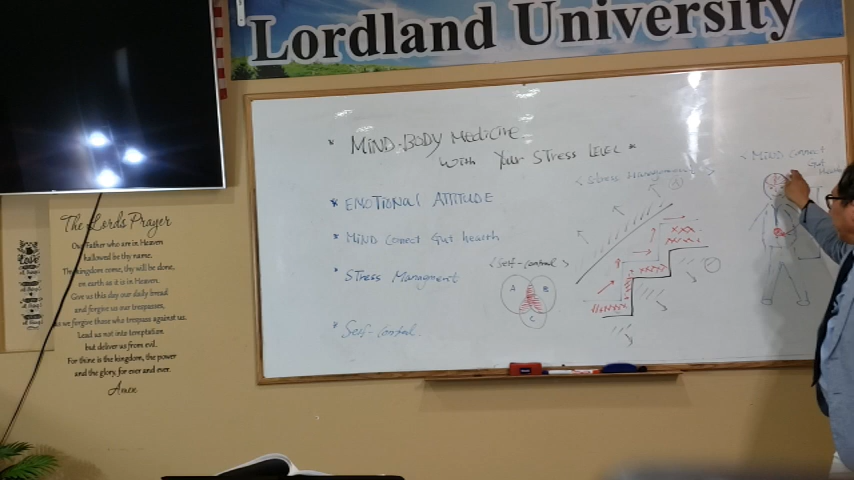 Lordland University
* MIND-BODY MEDICINE
with Your STRESS LEVEL *
* EMOTIONAL ATTITUDE
* MIND Conect Gut health
* STress Managment
* Self-Control.
<Self-control>
A B
C
<Stress Management>
< MIND Connect
Gut
The Lord's Prayer
Our Father who are in Heaven
hallowed be thy name.
Thy kingdom come, thy will be done,
on earth as it is in Heaven.
Give us this day our daily bread
and forgive us our trespasses,
as we forgive those who trespass against us.
Lead us not into temptation,
but deliver us from evil.
For thine is the kingdom, the power
and the glory, for ever and ever.
Amen